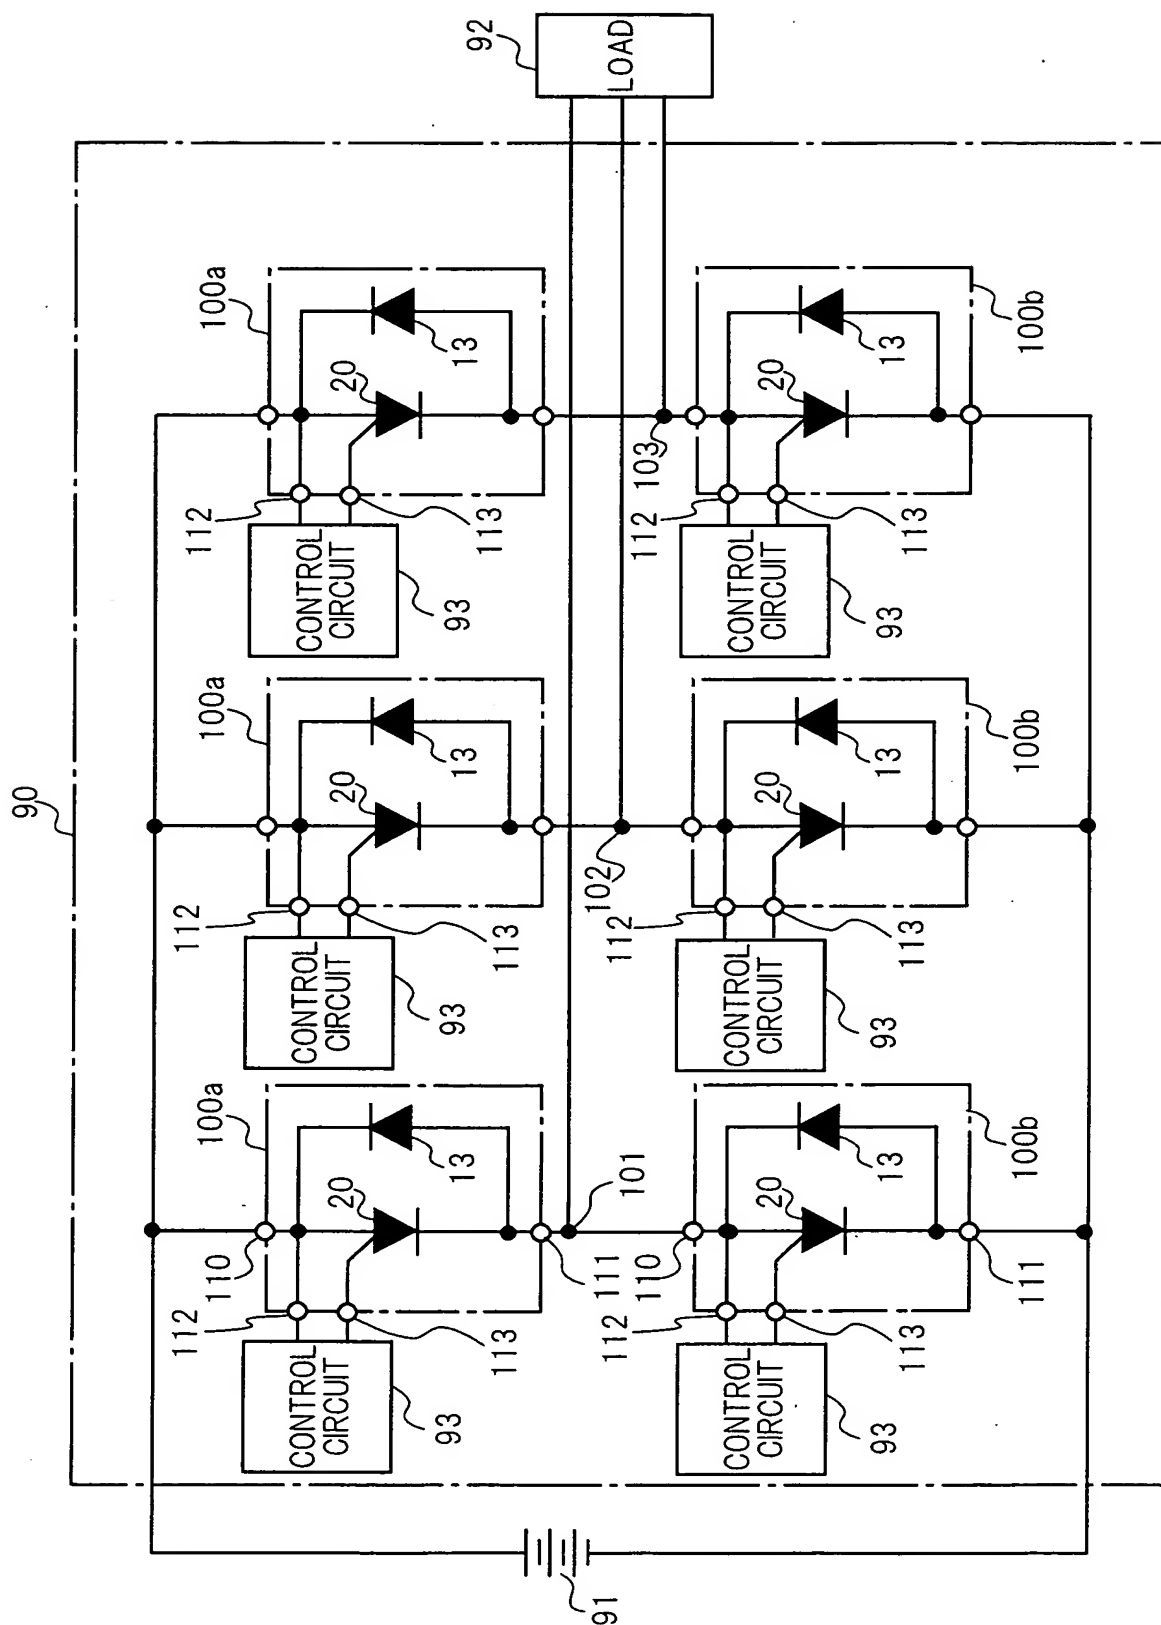 90
112
110
100a
112
100a
112
100a
CONTROL
CIRCUIT
20
CONTROL
CIRCUIT
20
CONTROL
CIRCUIT
20
93
13
93
13
93
13
113
113
113
92
LOAD
91
111
102
101
103
112
110
112
112
CONTROL
CIRCUIT
20
CONTROL
CIRCUIT
20
CONTROL
CIRCUIT
20
93
13
93
13
93
13
113
113
113
111
100b
100b
100b